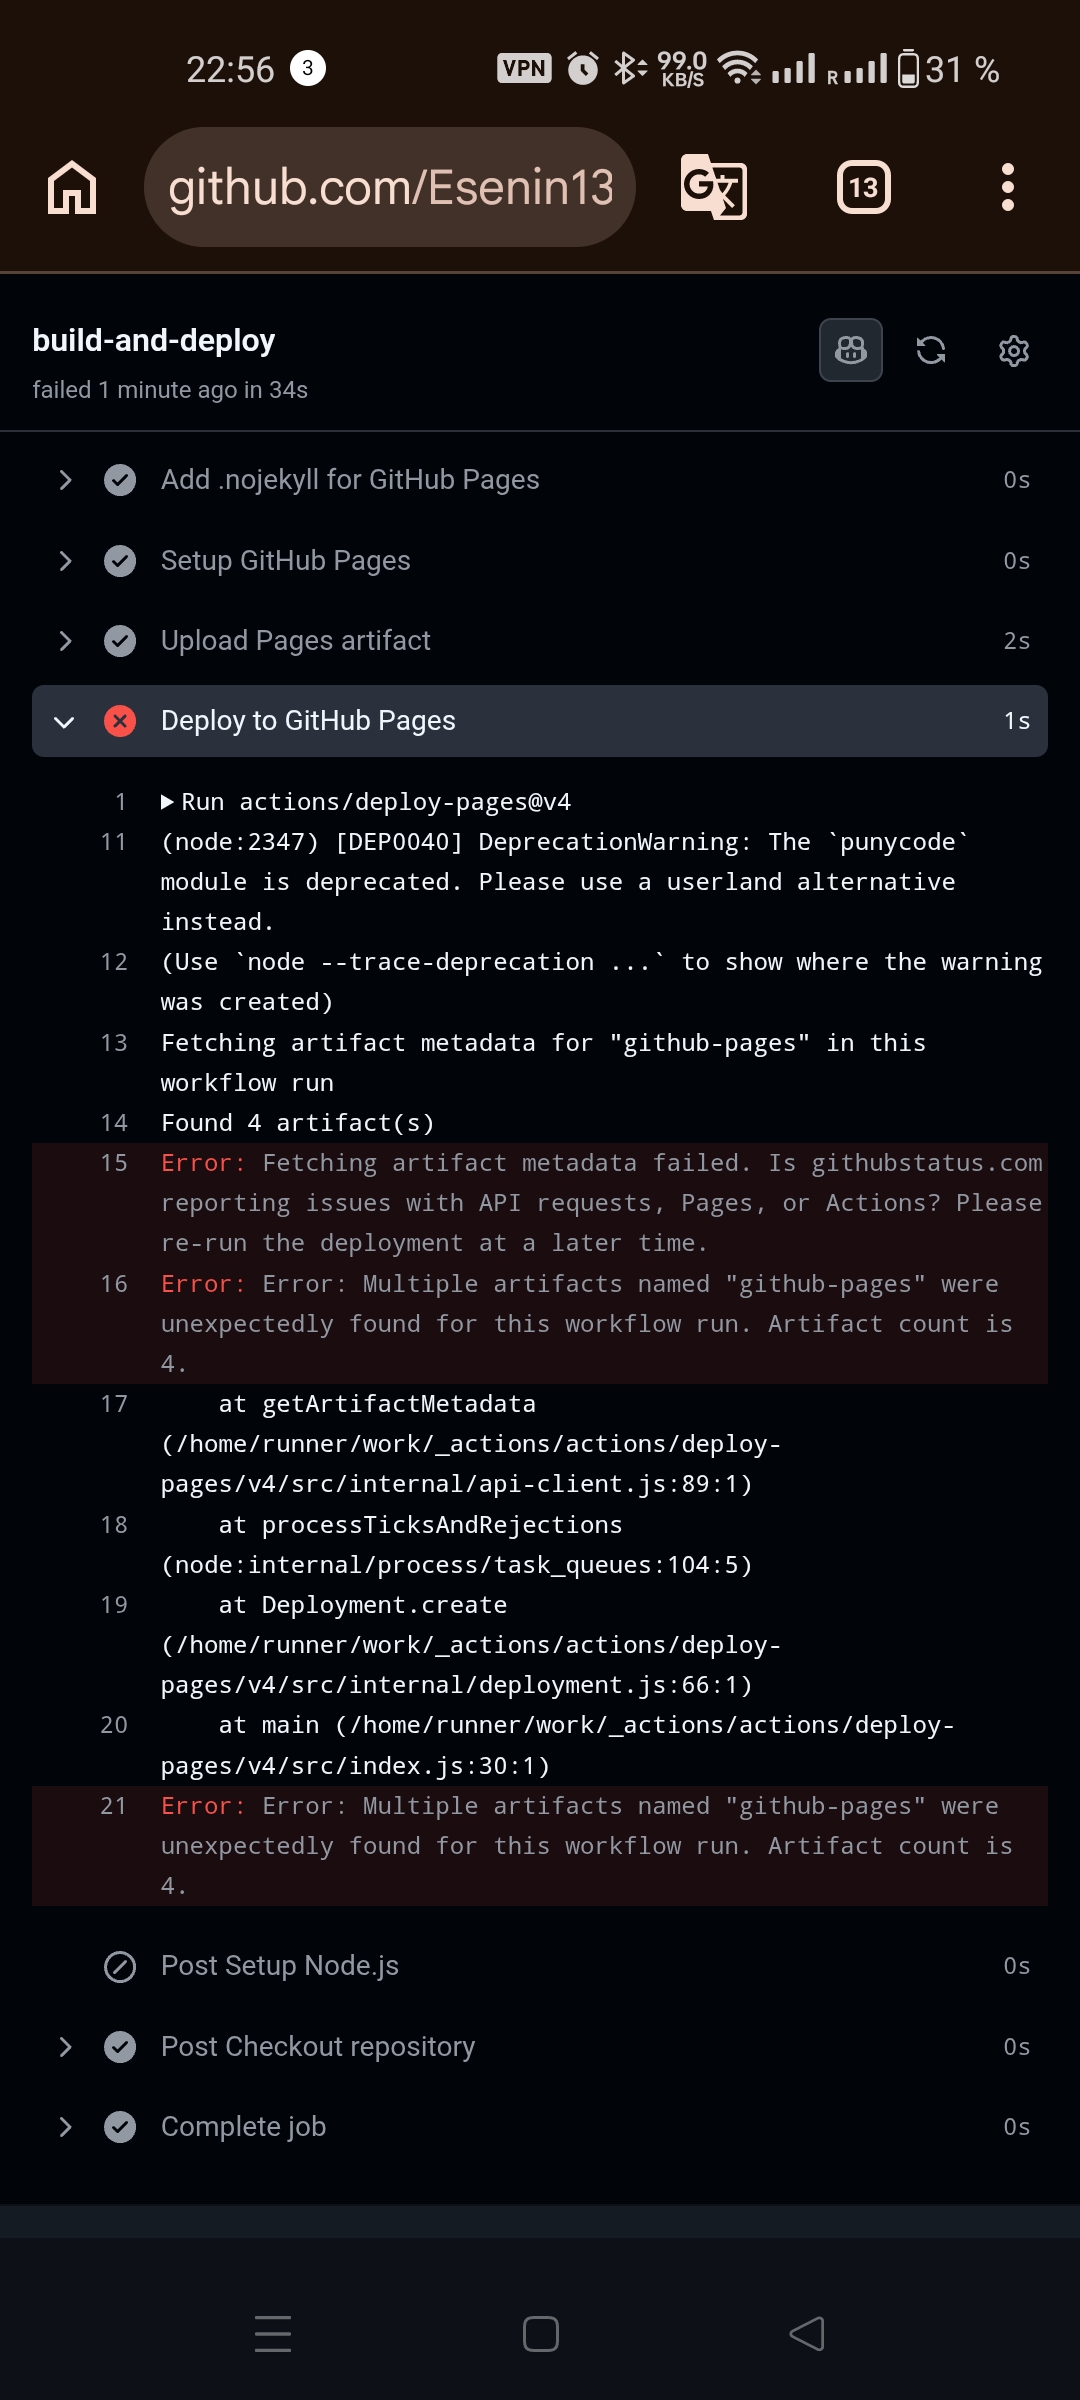 22:56 3 VPN 99.0 KB/S R 31 %
github.com/Esenin13 13
build-and-deploy
failed 1 minute ago in 34s
Add .nojekyll for GitHub Pages 0s
Setup GitHub Pages 0s
Upload Pages artifact 2s
Deploy to GitHub Pages 1s
1 Run actions/deploy-pages@v4
11 (node:2347) [DEP0040] DeprecationWarning: The `punycode`
module is deprecated. Please use a userland alternative
instead.
12 (Use `node --trace-deprecation ...` to show where the warning
was created)
13 Fetching artifact metadata for "github-pages" in this
workflow run
14 Found 4 artifact(s)
15 Error: Fetching artifact metadata failed. Is githubstatus.com
reporting issues with API requests, Pages, or Actions? Please
re-run the deployment at a later time.
16 Error: Error: Multiple artifacts named "github-pages" were
unexpectedly found for this workflow run. Artifact count is
4.
17 at getArtifactMetadata
(/home/runner/work/_actions/actions/deploy-
pages/v4/src/internal/api-client.js:89:1)
18 at processTicksAndRejections
(node:internal/process/task_queues:104:5)
19 at Deployment.create
(/home/runner/work/_actions/actions/deploy-
pages/v4/src/internal/deployment.js:66:1)
20 at main (/home/runner/work/_actions/actions/deploy-
pages/v4/src/index.js:30:1)
21 Error: Error: Multiple artifacts named "github-pages" were
unexpectedly found for this workflow run. Artifact count is
4.
Post Setup Node.js 0s
Post Checkout repository 0s
Complete job 0s